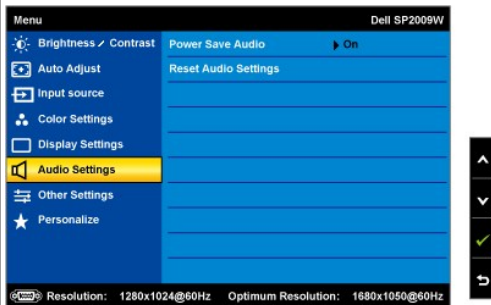 Menu Dell SP2009W
Brightness / Contrast Power Save Audio On
Auto Adjust Reset Audio Settings
Input source
Color Settings
Display Settings
Audio Settings
Other Settings
Personalize
Resolution: 1280x1024@60Hz Optimum Resolution: 1680x1050@60Hz